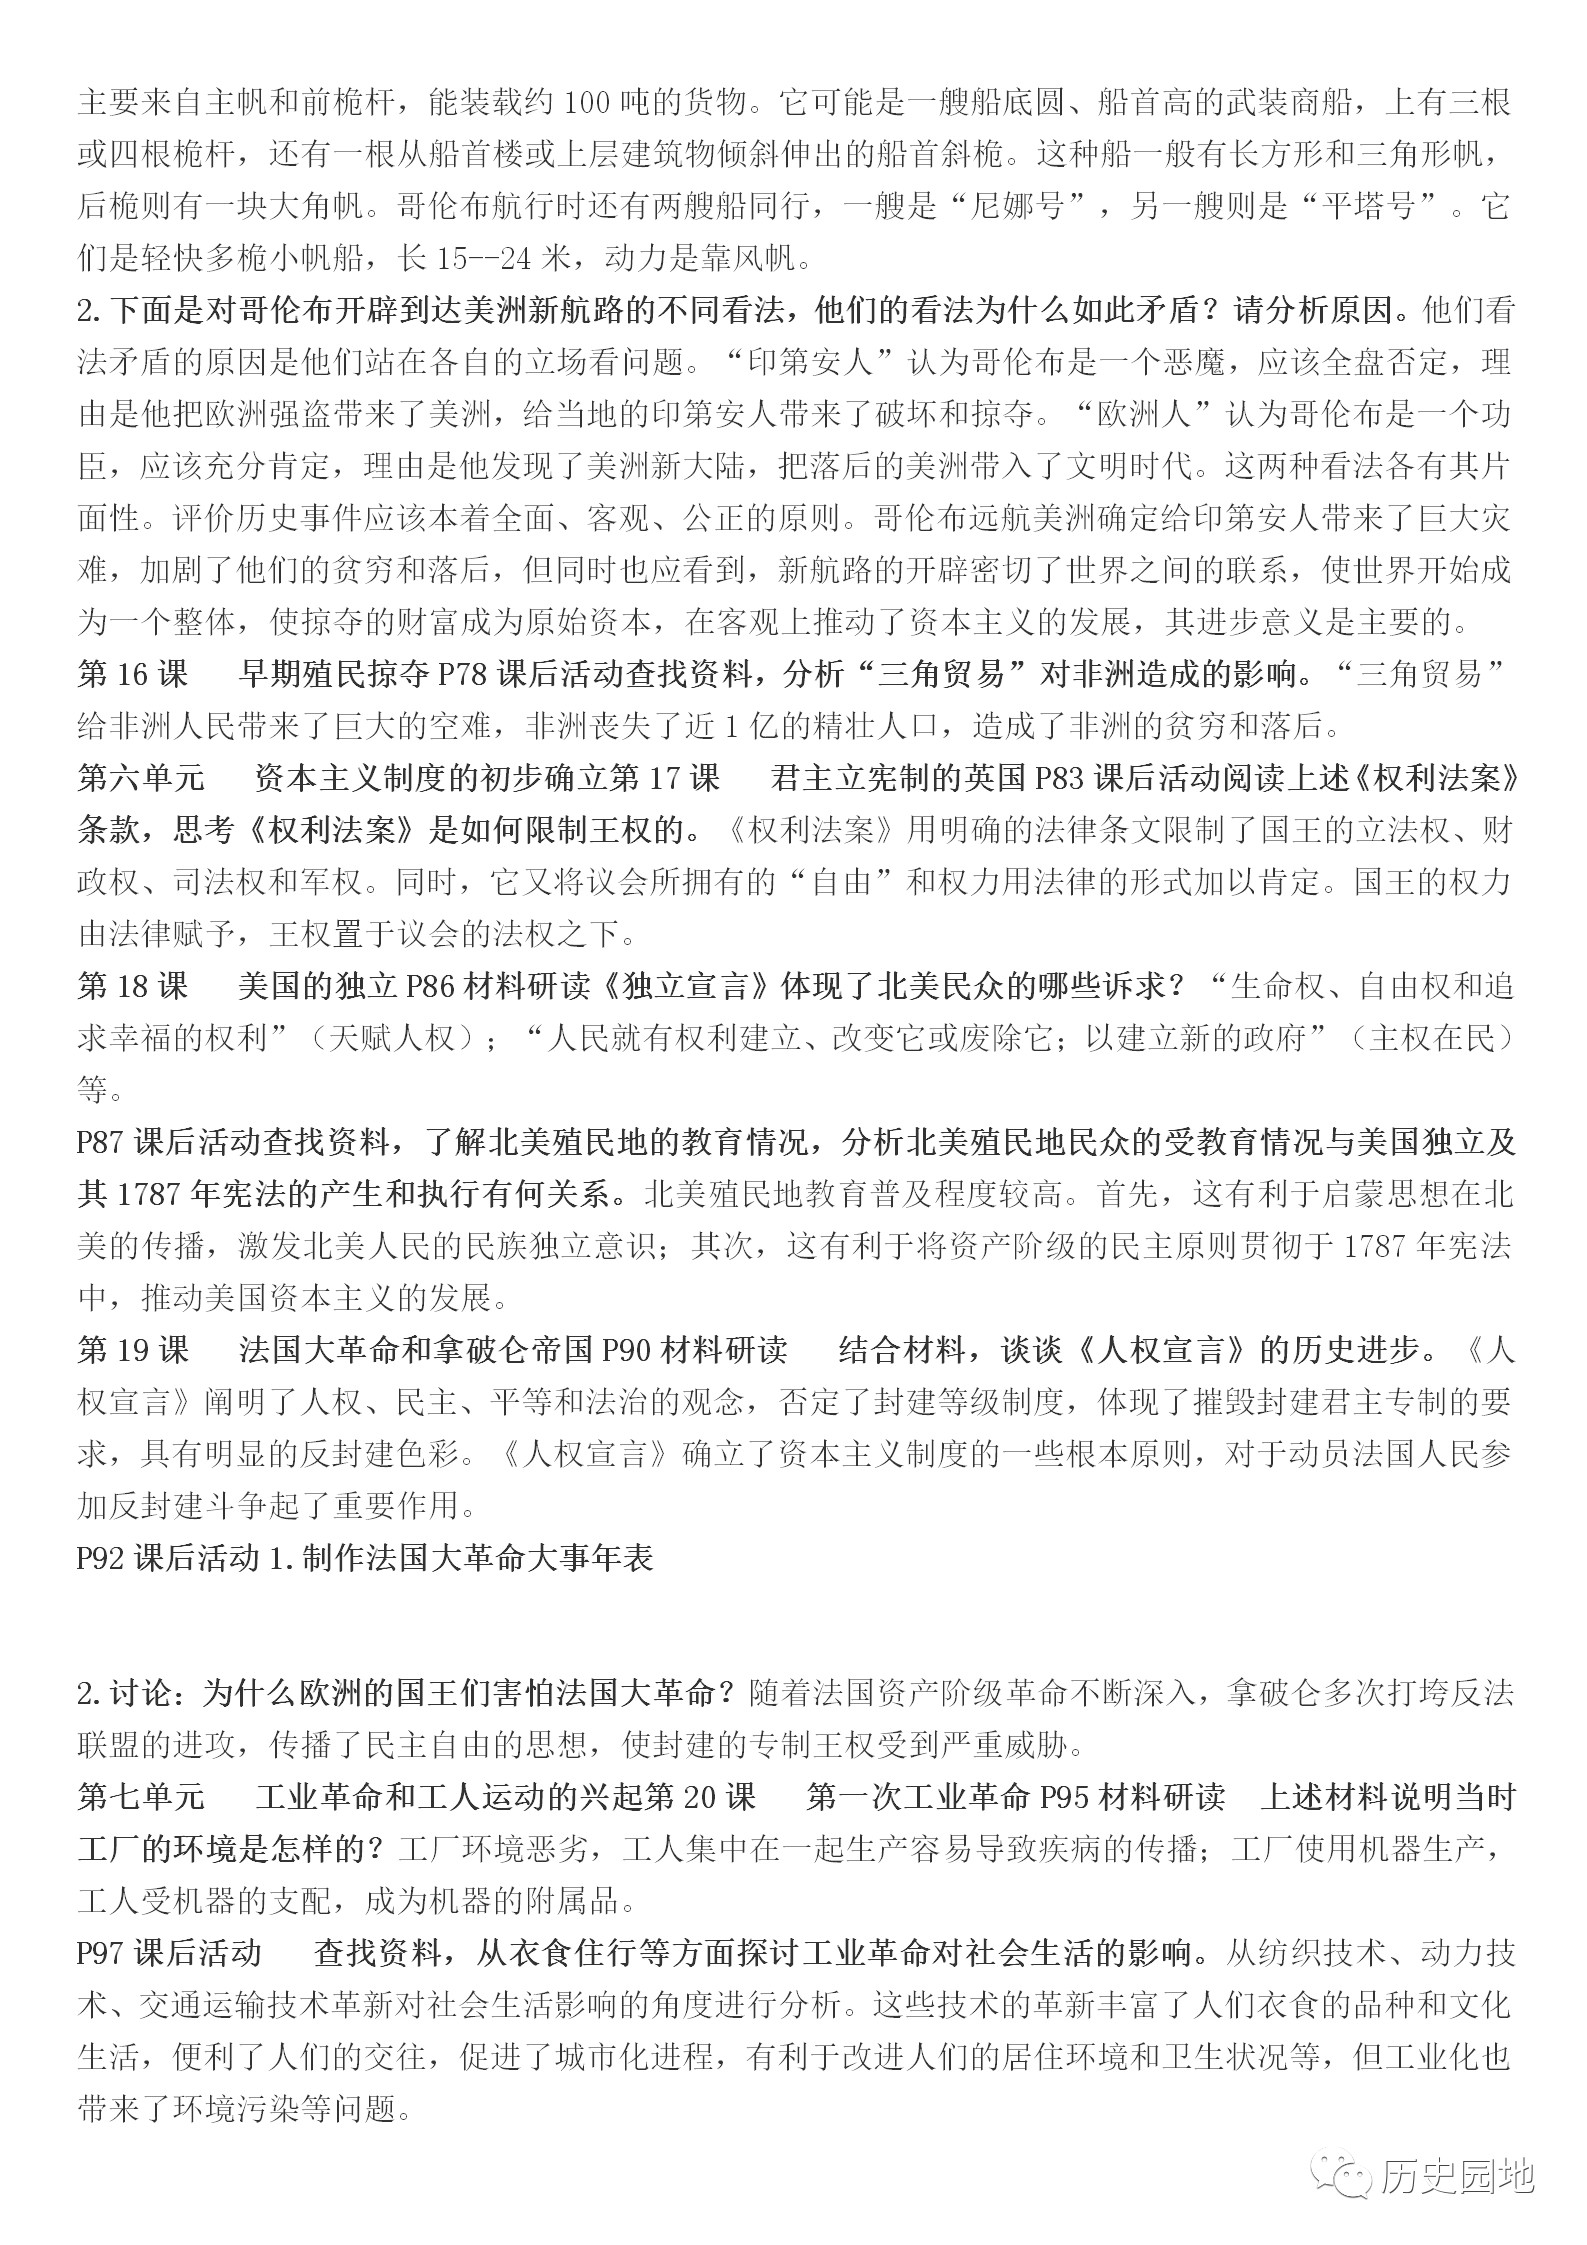 主要来自主帆和前桅杆，能装载约 100 吨的货物。它可能是一艘船底圆、船首高的武装商船，上有三根
或四根桅杆，还有一根从船首楼或上层建筑物倾斜伸出的船首斜桅。这种船一般有长方形和三角形帆，
后桅则有一块大角帆。哥伦布航行时还有两艘船同行，一艘是“尼娜号”，另一艘则是“平塔号”。它
们是轻快多桅小帆船，长 15--24 米，动力是靠风帆。
2.下面是对哥伦布开辟到达美洲新航路的不同看法，他们的看法为什么如此矛盾？请分析原因。他们看
法矛盾的原因是他们站在各自的立场看问题。“印第安人”认为哥伦布是一个恶魔，应该全盘否定，理
由是他把欧洲强盗带来了美洲，给当地的印第安人带来了破坏和掠夺。“欧洲人”认为哥伦布是一个功
臣，应该充分肯定，理由是他发现了美洲新大陆，把落后的美洲带入了文明时代。这两种看法各有其片
面性。评价历史事件应该本着全面、客观、公正的原则。哥伦布远航美洲确定给印第安人带来了巨大灾
难，加剧了他们的贫穷和落后，但同时也应看到，新航路的开辟密切了世界之间的联系，使世界开始成
为一个整体，使掠夺的财富成为原始资本，在客观上推动了资本主义的发展，其进步意义是主要的。
第 16 课　 早期殖民掠夺 P78 课后活动查找资料，分析“三角贸易”对非洲造成的影响。“三角贸易”
给非洲人民带来了巨大的空难，非洲丧失了近 1 亿的精壮人口，造成了非洲的贫穷和落后。
第六单元　 资本主义制度的初步确立第 17 课　 君主立宪制的英国 P83 课后活动阅读上述《权利法案》
条款，思考《权利法案》是如何限制王权的。《权利法案》用明确的法律条文限制了国王的立法权、财
政权、司法权和军权。同时，它又将议会所拥有的“自由”和权力用法律的形式加以肯定。国王的权力
由法律赋予，王权置于议会的法权之下。
第 18 课　 美国的独立 P86 材料研读《独立宣言》体现了北美民众的哪些诉求？“生命权、自由权和追
求幸福的权利”（天赋人权）；“人民就有权利建立、改变它或废除它；以建立新的政府”（主权在民）
等。
P87 课后活动查找资料，了解北美殖民地的教育情况，分析北美殖民地民众的受教育情况与美国独立及
其 1787 年宪法的产生和执行有何关系。北美殖民地教育普及程度较高。首先，这有利于启蒙思想在北
美的传播，激发北美人民的民族独立意识；其次，这有利于将资产阶级的民主原则贯彻于 1787 年宪法
中，推动美国资本主义的发展。
第 19 课　 法国大革命和拿破仑帝国 P90 材料研读　 结合材料，谈谈《人权宣言》的历史进步。《人
权宣言》阐明了人权、民主、平等和法治的观念，否定了封建等级制度，体现了摧毁封建君主专制的要
求，具有明显的反封建色彩。《人权宣言》确立了资本主义制度的一些根本原则，对于动员法国人民参
加反封建斗争起了重要作用。
P92 课后活动 1.制作法国大革命大事年表
2.讨论：为什么欧洲的国王们害怕法国大革命？随着法国资产阶级革命不断深入，拿破仑多次打垮反法
联盟的进攻，传播了民主自由的思想，使封建的专制王权受到严重威胁。
第七单元　 工业革命和工人运动的兴起第 20 课　 第一次工业革命 P95 材料研读　上述材料说明当时
工厂的环境是怎样的？工厂环境恶劣，工人集中在一起生产容易导致疾病的传播；工厂使用机器生产，
工人受机器的支配，成为机器的附属品。
P97 课后活动　 查找资料，从衣食住行等方面探讨工业革命对社会生活的影响。从纺织技术、动力技
术、交通运输技术革新对社会生活影响的角度进行分析。这些技术的革新丰富了人们衣食的品种和文化
生活，便利了人们的交往，促进了城市化进程，有利于改进人们的居住环境和卫生状况等，但工业化也
带来了环境污染等问题。
历史园地